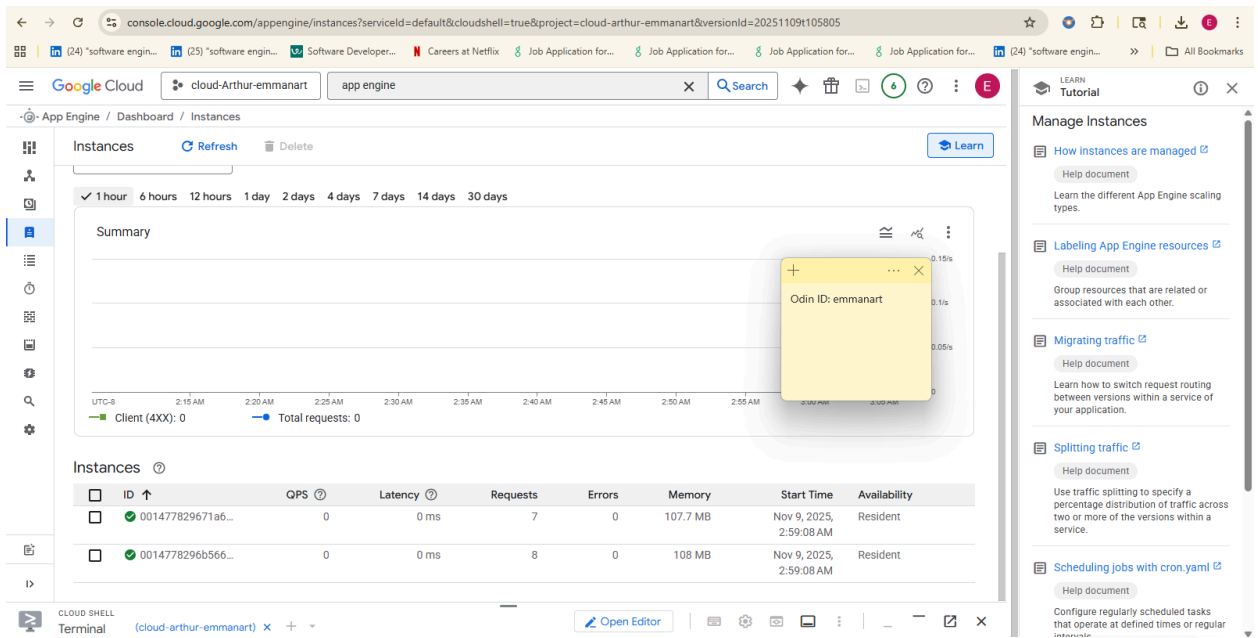 console.cloud.google.com/appengine/instances?serviceId=default&cloudshell=true&project=cloud-arthur-emmanart&versionId=20251109t105805
E
(24) "software engin...
(25) "software engin...
Software Developer...
Careers at Netflix
Job Application for...
Job Application for...
Job Application for...
Job Application for...
(24) "software engin...
All Bookmarks
Google Cloud
cloud-Arthur-emmanart
app engine
Search
6
E
App Engine / Dashboard / Instances
Instances
Refresh
Delete
Learn
1 hour 6 hours 12 hours 1 day 2 days 4 days 7 days 14 days 30 days
Summary
0.15/s
0.1/s
0.05/s
0
UTC-8 2:15 AM 2:20 AM 2:25 AM 2:30 AM 2:35 AM 2:40 AM 2:45 AM 2:50 AM 2:55 AM 3:00 AM 3:05 AM
Client (4XX): 0
Total requests: 0
Odin ID: emmanart
Instances
ID QPS Latency Requests Errors Memory Start Time Availability
001477829671a6... 0 0 ms 7 0 107.7 MB Nov 9, 2025, Resident
2:59:08 AM
0014778296b566... 0 0 ms 8 0 108 MB Nov 9, 2025, Resident
2:59:08 AM
CLOUD SHELL
Terminal
(cloud-arthur-emmanart)
Open Editor
LEARN
Tutorial
Manage Instances
How instances are managed
Help document
Learn the different App Engine scaling
types.
Labeling App Engine resources
Help document
Group resources that are related or
associated with each other.
Migrating traffic
Help document
Learn how to switch request routing
between versions within a service of
your application.
Splitting traffic
Help document
Use traffic splitting to specify a
percentage distribution of traffic across
two or more of the versions within a
service.
Scheduling jobs with cron.yaml
Help document
Configure regularly scheduled tasks
that operate at defined times or regular
intervals.